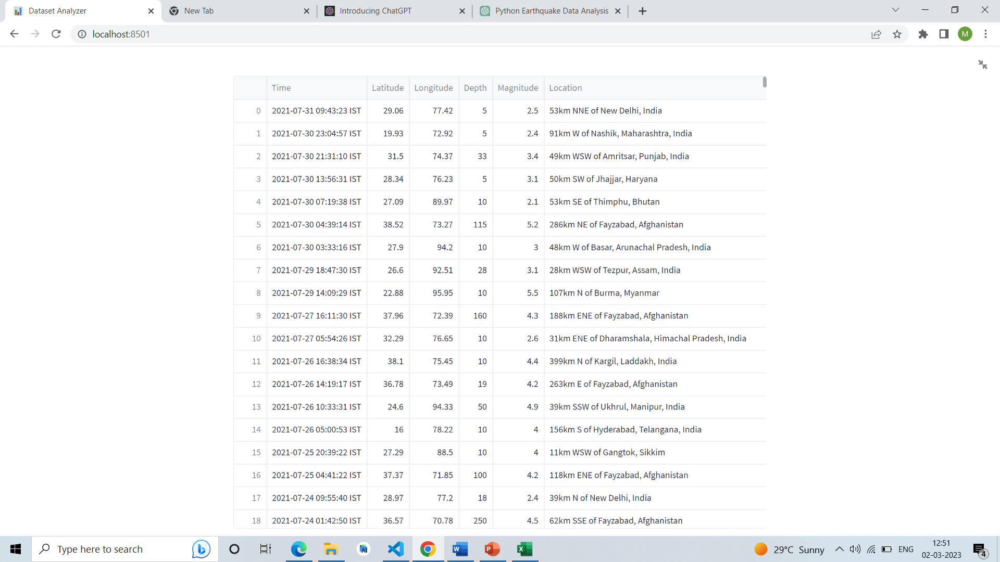 Dataset Analyzer
New Tab
Introducing ChatGPT
Python Earthquake Data Analysis
localhost:8501
M
Time Latitude Longitude Depth Magnitude Location
0 2021-07-31 09:43:23 IST 29.06 77.42 5 2.5 53km NNE of New Delhi, India
1 2021-07-30 23:04:57 IST 19.93 72.92 5 2.4 91km W of Nashik, Maharashtra, India
2 2021-07-30 21:31:10 IST 31.5 74.37 33 3.4 49km WSW of Amritsar, Punjab, India
3 2021-07-30 13:56:31 IST 28.34 76.23 5 3.1 50km SW of Jhajjar, Haryana
4 2021-07-30 07:19:38 IST 27.09 89.97 10 2.1 53km SE of Thimphu, Bhutan
5 2021-07-30 04:39:14 IST 38.52 73.27 115 5.2 286km NE of Fayzabad, Afghanistan
6 2021-07-30 03:33:16 IST 27.9 94.2 10 3 48km W of Basar, Arunachal Pradesh, India
7 2021-07-29 18:47:30 IST 26.6 92.51 28 3.1 28km WSW of Tezpur, Assam, India
8 2021-07-29 14:09:29 IST 22.88 95.95 10 5.5 107km N of Burma, Myanmar
9 2021-07-27 16:11:30 IST 37.96 72.39 160 4.3 188km ENE of Fayzabad, Afghanistan
10 2021-07-27 05:54:26 IST 32.29 76.65 10 2.6 31km ENE of Dharamshala, Himachal Pradesh, India
11 2021-07-26 16:38:34 IST 38.1 75.45 10 4.4 399km N of Kargil, Laddakh, India
12 2021-07-26 14:19:17 IST 36.78 73.49 19 4.2 263km E of Fayzabad, Afghanistan
13 2021-07-26 10:33:31 IST 24.6 94.33 50 4.9 39km SSW of Ukhrul, Manipur, India
14 2021-07-26 05:00:53 IST 16 78.22 10 4 156km S of Hyderabad, Telangana, India
15 2021-07-25 20:39:22 IST 27.29 88.5 10 4 11km WSW of Gangtok, Sikkim
16 2021-07-25 04:41:22 IST 37.37 71.85 100 4.2 118km ENE of Fayzabad, Afghanistan
17 2021-07-24 09:55:40 IST 28.97 77.2 18 2.4 39km N of New Delhi, India
18 2021-07-24 01:42:50 IST 36.57 70.78 250 4.5 62km SSE of Fayzabad, Afghanistan
Type here to search
29°C Sunny
ENG
12:51
02-03-2023
4